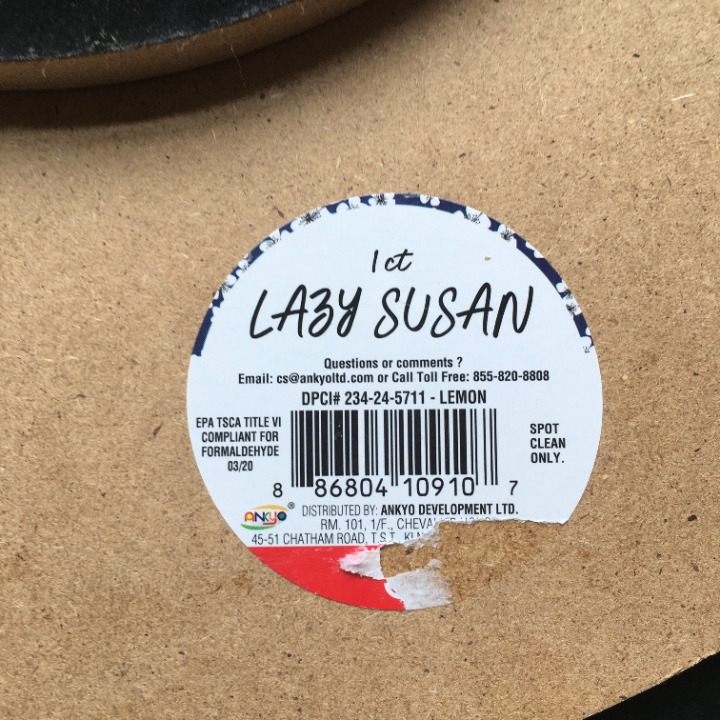 1 ct
LAZY SUSAN
Questions or comments ?
Email: cs@ankyoltd.com or Call Toll Free: 855-820-8808
DPCI# 234-24-5711 - LEMON
EPA TSCA TITLE VI
COMPLIANT FOR
FORMALDEHYDE
03/20
SPOT
CLEAN
ONLY.
8 86804 10910 7
ANKYO®
DISTRIBUTED BY: ANKYO DEVELOPMENT LTD.
RM. 101, 1/F.,
45-51 CHATHAM ROAD, T.S.T.,